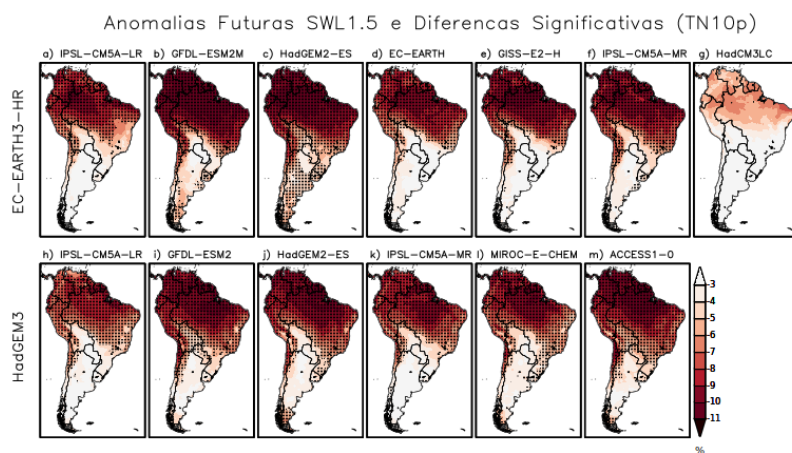 Anomalias Futuras SWL1.5 e Diferencas Significativas (TN10p)
a) IPSL-CM5A-LR b) GFDL-ESM2M c) HadGEM2-ES d) EC-EARTH e) GISS-E2-H f) IPSL-CM5A-MR g) HadCM3LC
EC-EARTH3-HR
h) IPSL-CM5A-LR i) GFDL-ESM2 j) HadGEM2-ES k) IPSL-CM5A-MR l) MIROC-E-CHEM m) ACCESS1-0
HadGEM3
3
4
5
6
7
8
9
10
11
%